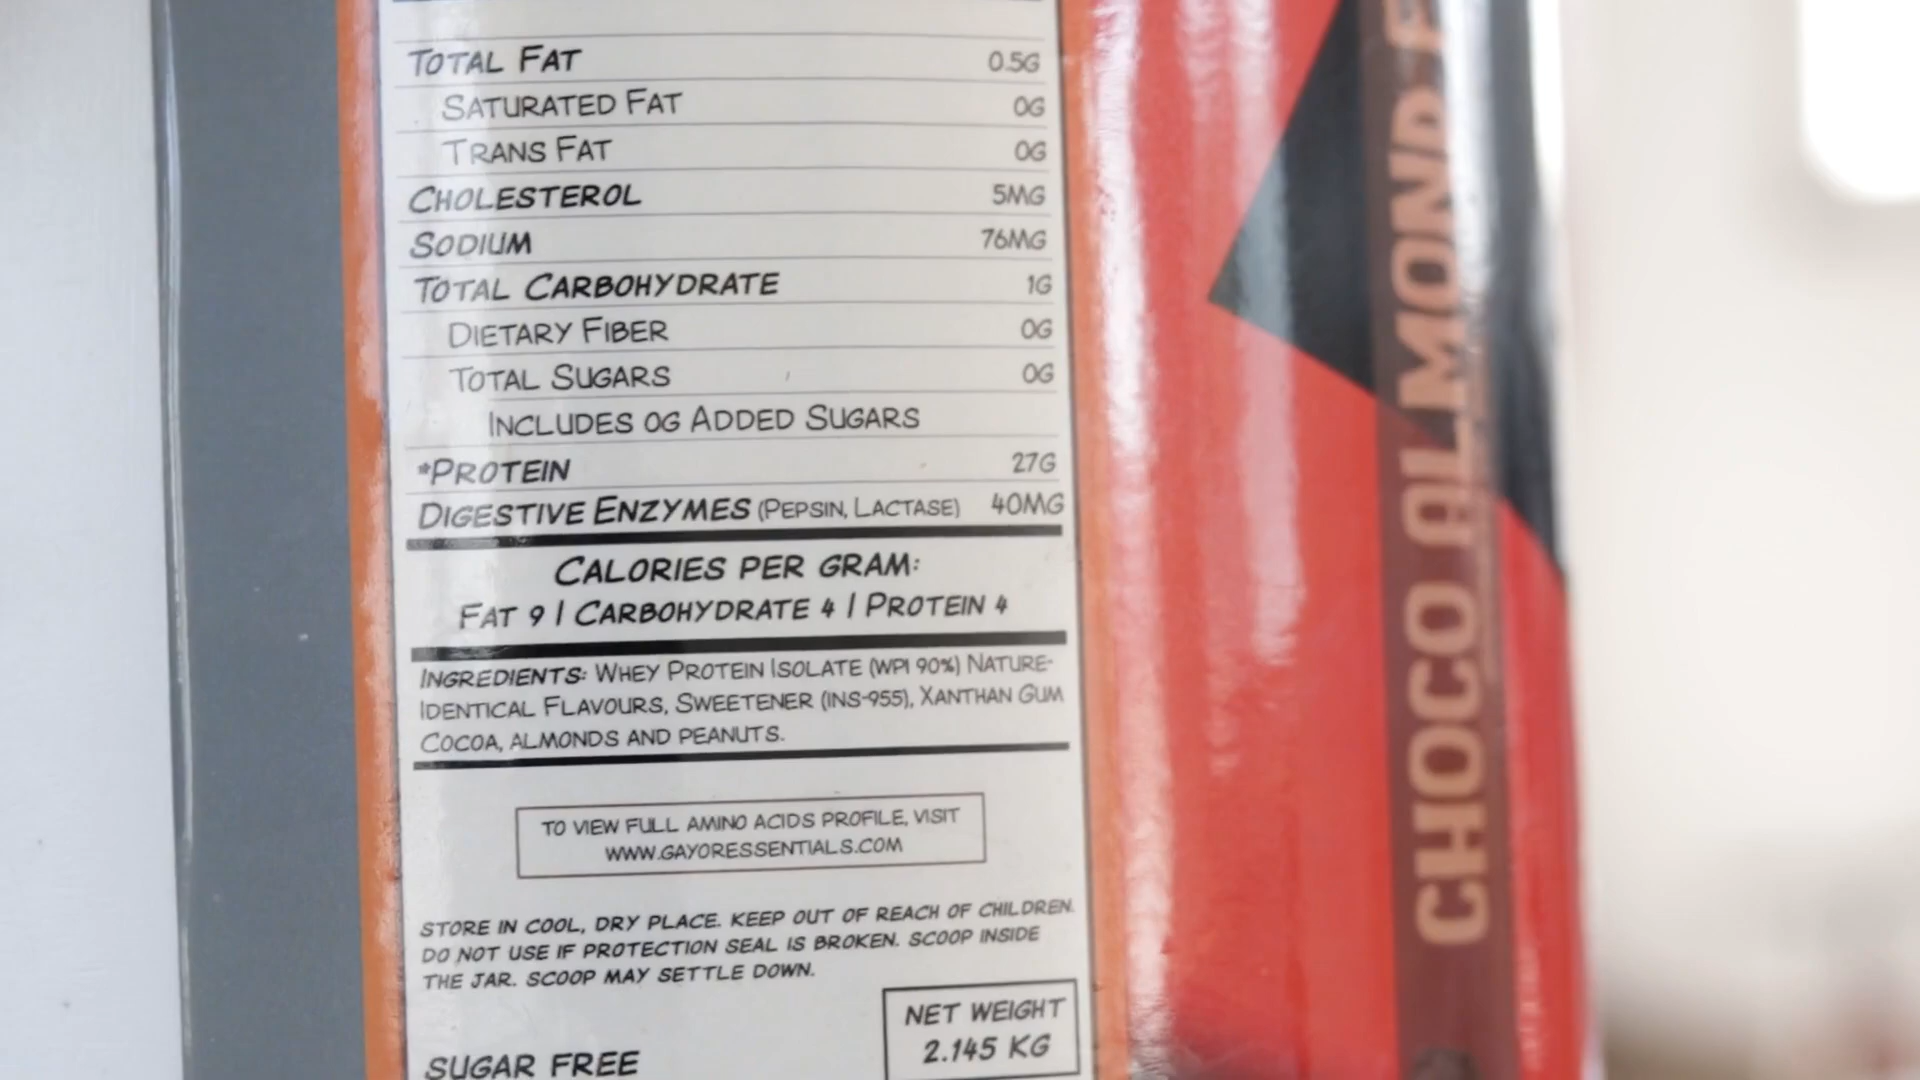 TOTAL FAT 0.5G
SATURATED FAT 0G
TRANS FAT 0G
CHOLESTEROL 5MG
SODIUM 76MG
TOTAL CARBOHYDRATE 1G
DIETARY FIBER 0G
TOTAL SUGARS 0G
INCLUDES 0G ADDED SUGARS
*PROTEIN 27G
DIGESTIVE ENZYMES (PEPSIN, LACTASE) 40MG
CALORIES PER GRAM:
FAT 9 | CARBOHYDRATE 4 | PROTEIN 4
INGREDIENTS: WHEY PROTEIN ISOLATE (WPI 90%) NATURE-
IDENTICAL FLAVOURS, SWEETENER (INS-955), XANTHAN GUM
COCOA, ALMONDS AND PEANUTS.
TO VIEW FULL AMINO ACIDS PROFILE, VISIT
WWW.GAYORESSENTIALS.COM
STORE IN COOL, DRY PLACE. KEEP OUT OF REACH OF CHILDREN.
DO NOT USE IF PROTECTION SEAL IS BROKEN. SCOOP INSIDE
THE JAR. SCOOP MAY SETTLE DOWN.
NET WEIGHT
2.145 KG
SUGAR FREE
CHOCO ALMOND